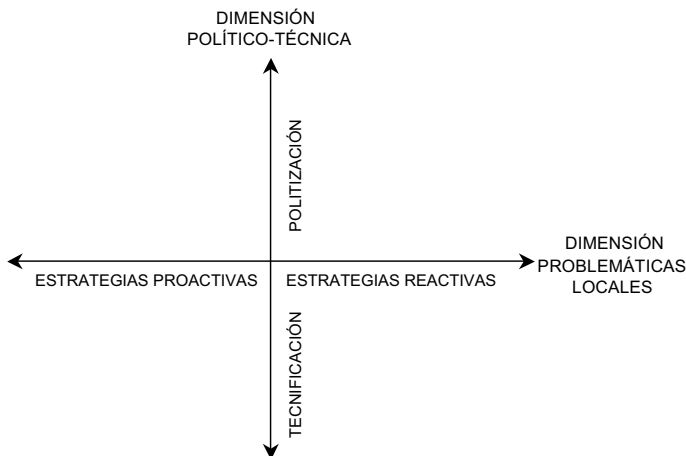 DIMENSIÓN
POLÍTICO-TÉCNICA
POLITIZACIÓN
DIMENSIÓN
PROBLEMÁTICAS
LOCALES
ESTRATEGIAS PROACTIVAS
ESTRATEGIAS REACTIVAS
TECNIFICACIÓN